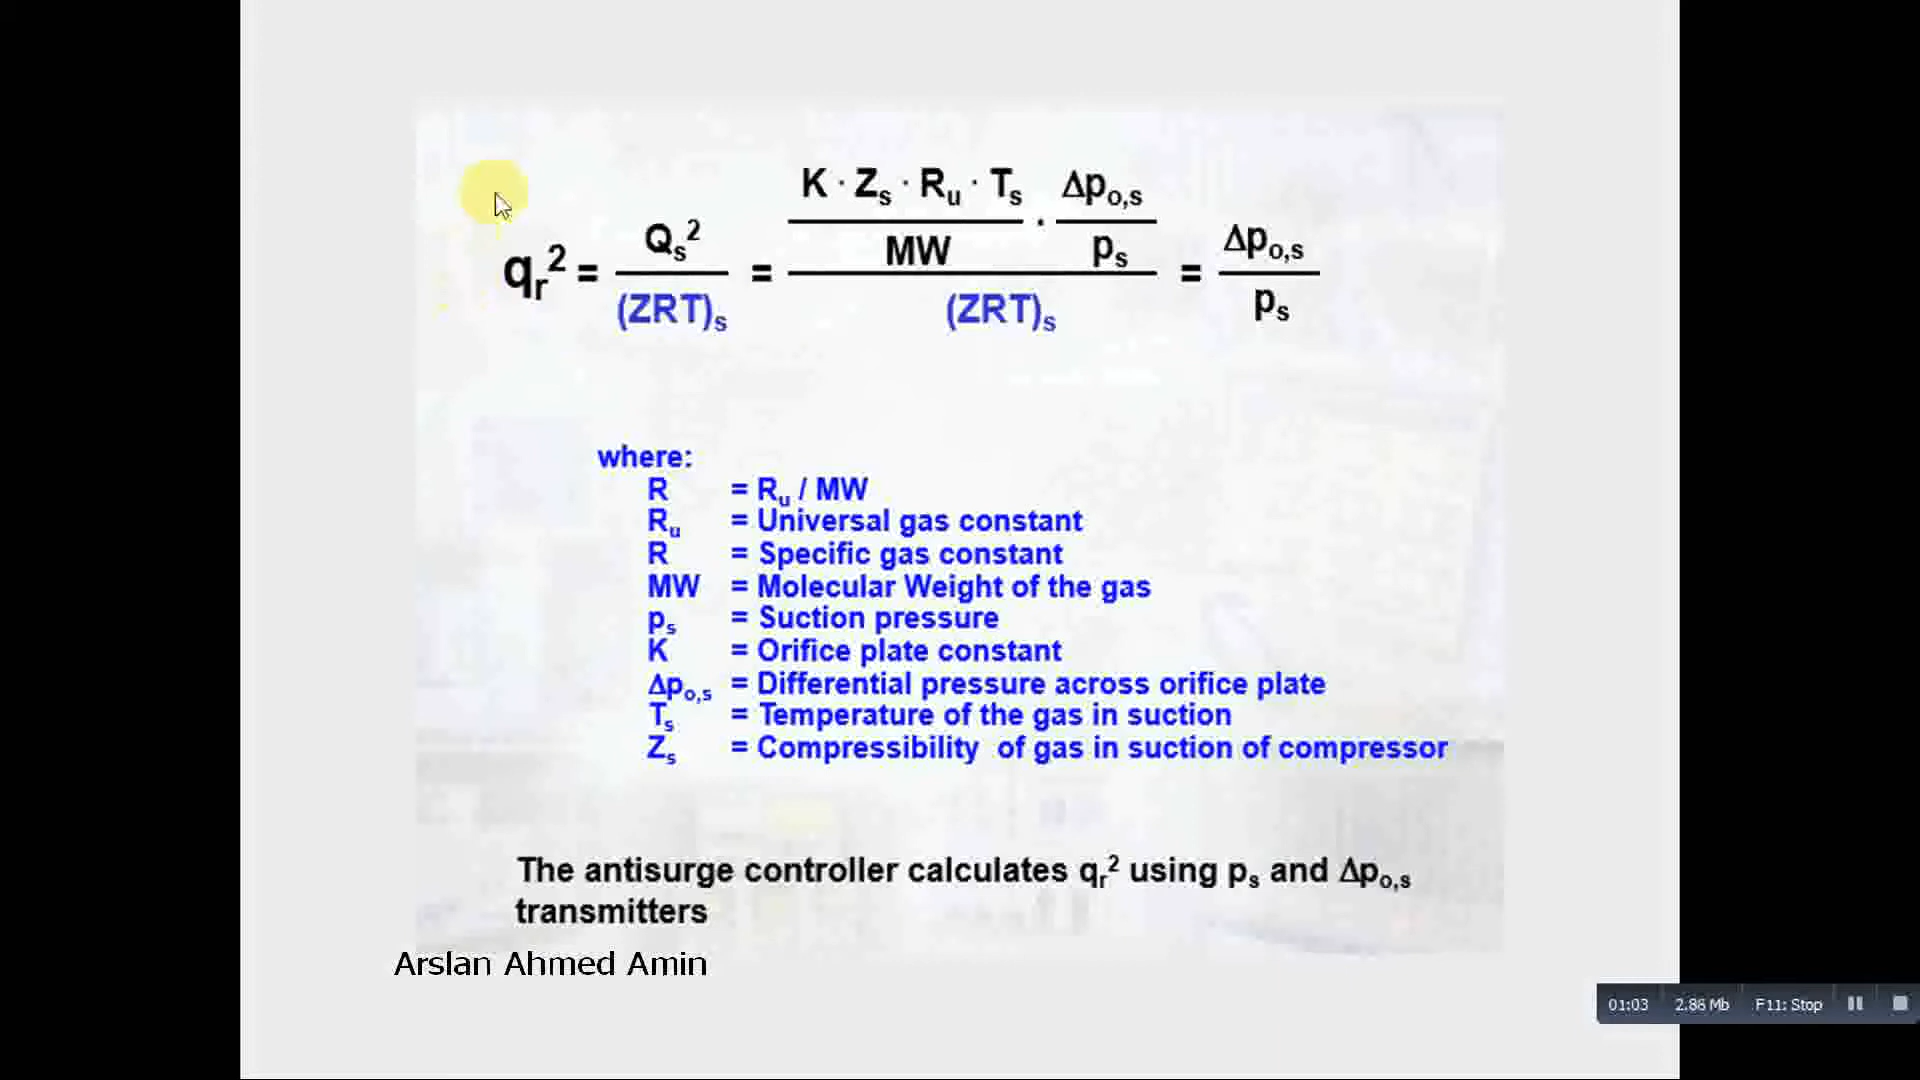 qr² = Qs² / (ZRT)s = (K · Zs · Ru · Ts / MW · Δpo,s / ps) / (ZRT)s = Δpo,s / ps
where:
R = Ru / MW
Ru = Universal gas constant
R = Specific gas constant
MW = Molecular Weight of the gas
ps = Suction pressure
K = Orifice plate constant
Δpo,s = Differential pressure across orifice plate
Ts = Temperature of the gas in suction
Zs = Compressibility of gas in suction of compressor
The antisurge controller calculates qr² using ps and Δpo,s
transmitters
Arslan Ahmed Amin
01:03 2.86 Mb F11: Stop